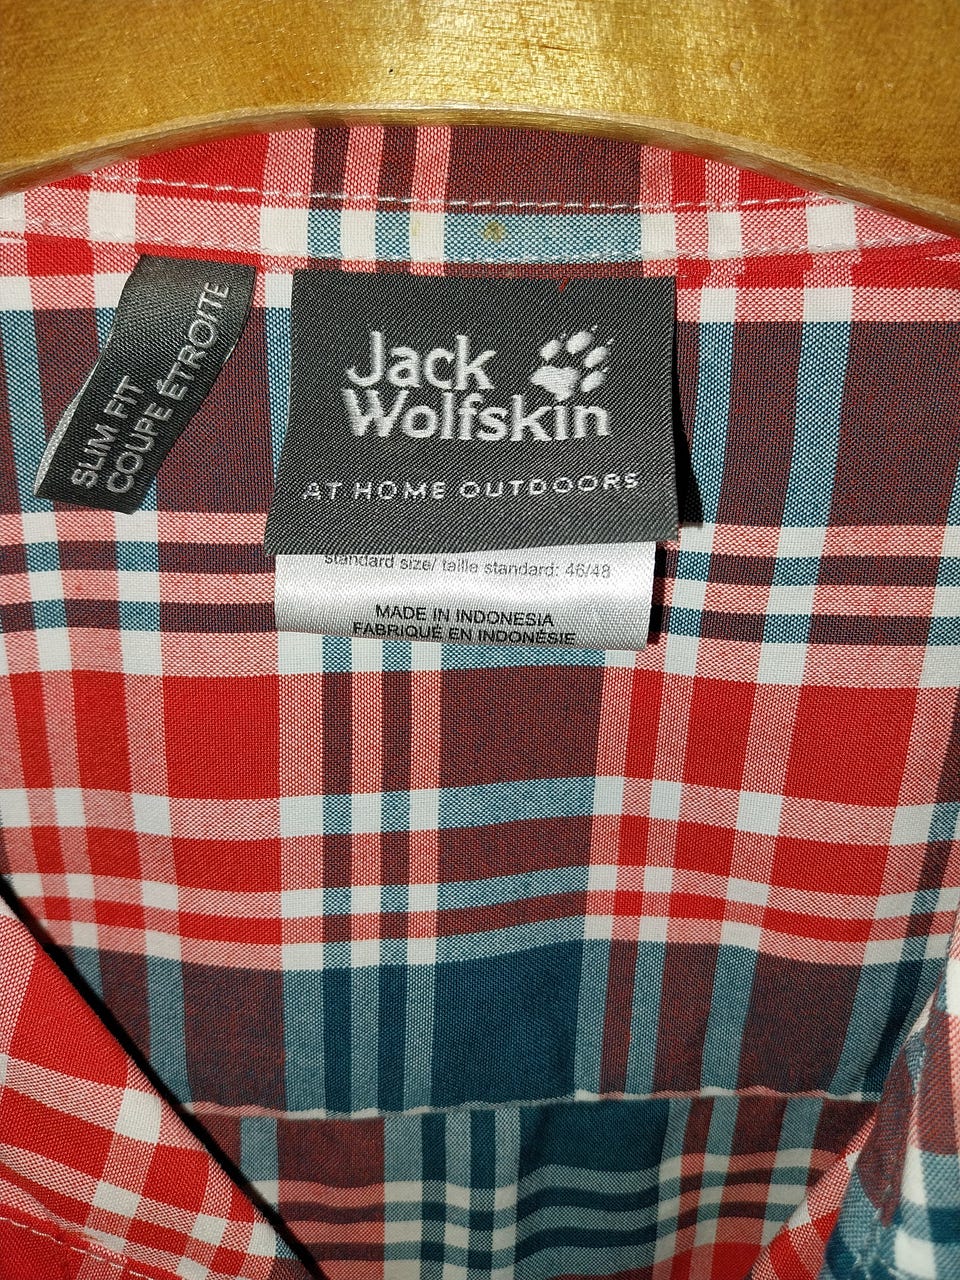 SLIM FIT
COUPE ÉTROITE
Jack
Wolfskin
AT HOME OUTDOORS
standard size/ taille standard: 46/48
MADE IN INDONESIA
FABRIQUÉ EN INDONÉSIE